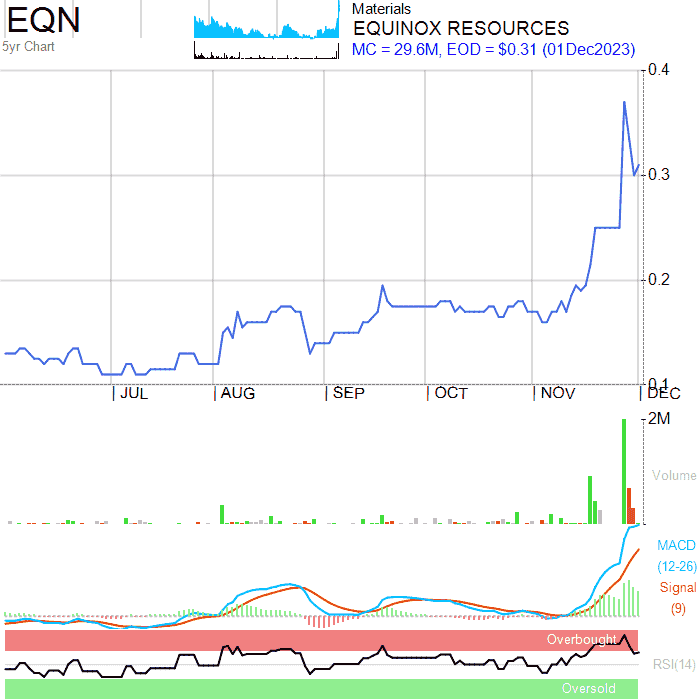 EQN
5yr Chart
Materials
EQUINOX RESOURCES
MC = 29.6M, EOD = $0.31 (01Dec2023)
0.4
0.3
0.2
0.1
JUL
AUG
SEP
OCT
NOV
DEC
2M
Volume
MACD
(12-26)
Signal
(9)
Overbought
RSI(14)
Oversold